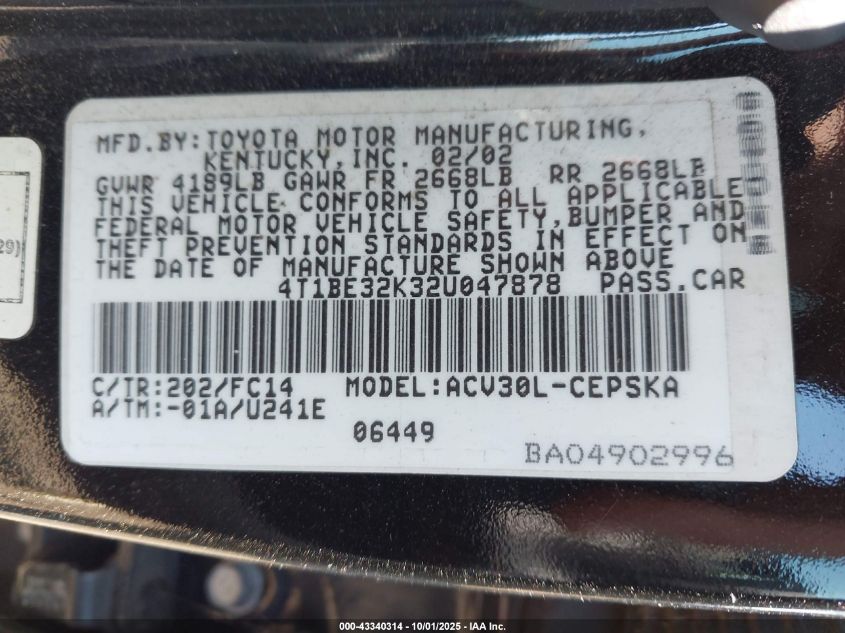 MFD.BY:TOYOTA MOTOR MANUFACTURING,
KENTUCKY,INC. 02/02
GVWR 4189LB GAWR FR 2668LB RR 2668LB
THIS VEHICLE CONFORMS TO ALL APPLICABLE
FEDERAL MOTOR VEHICLE SAFETY,BUMPER AND
THEFT PREVENTION STANDARDS IN EFFECT ON
THE DATE OF MANUFACTURE SHOWN ABOVE
4T1BE32K32U047878 PASS.CAR
C/TR:202/FC14 MODEL:ACV30L-CEPSKA
A/TM:-01A/U241E
06449
BA04902996
29)
000-43340314 - 10/01/2025 - IAA Inc.